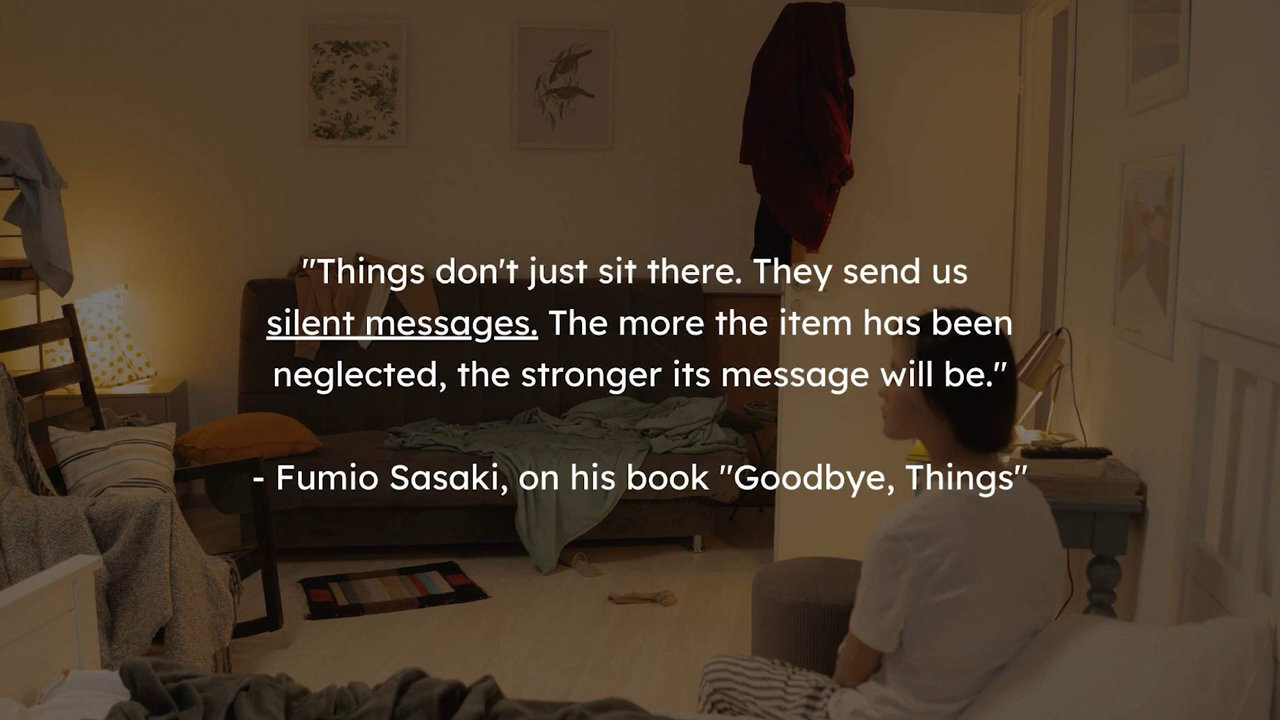 "Things don't just sit there. They send us
silent messages. The more the item has been
neglected, the stronger its message will be."
- Fumio Sasaki, on his book "Goodbye, Things"